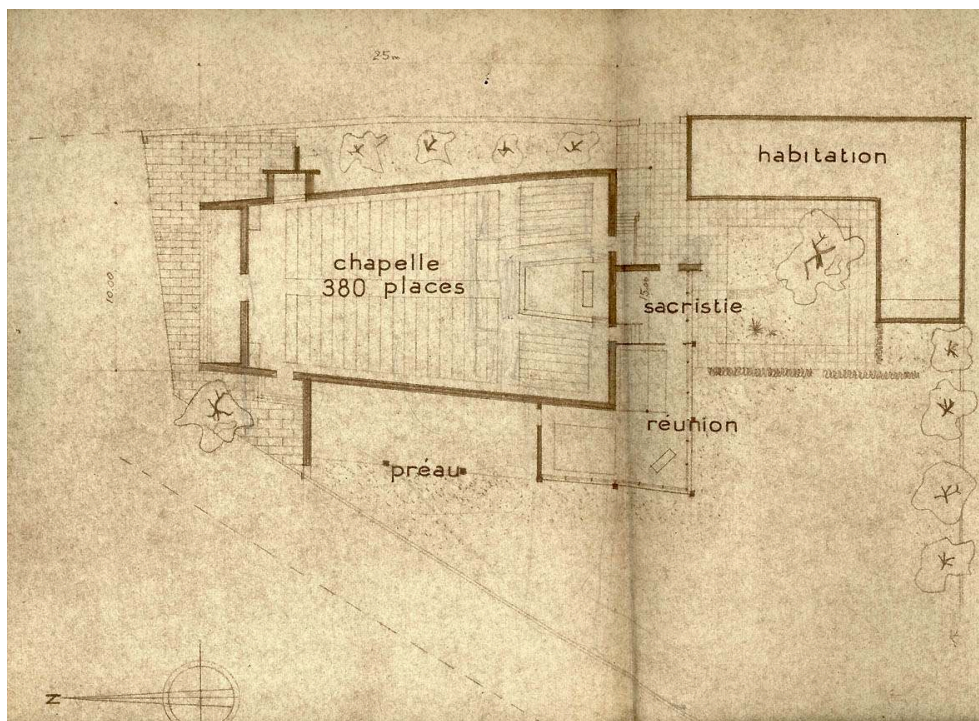 25m
habitation
chapelle
380 places
10.00
sacristie
réunion
préau
N